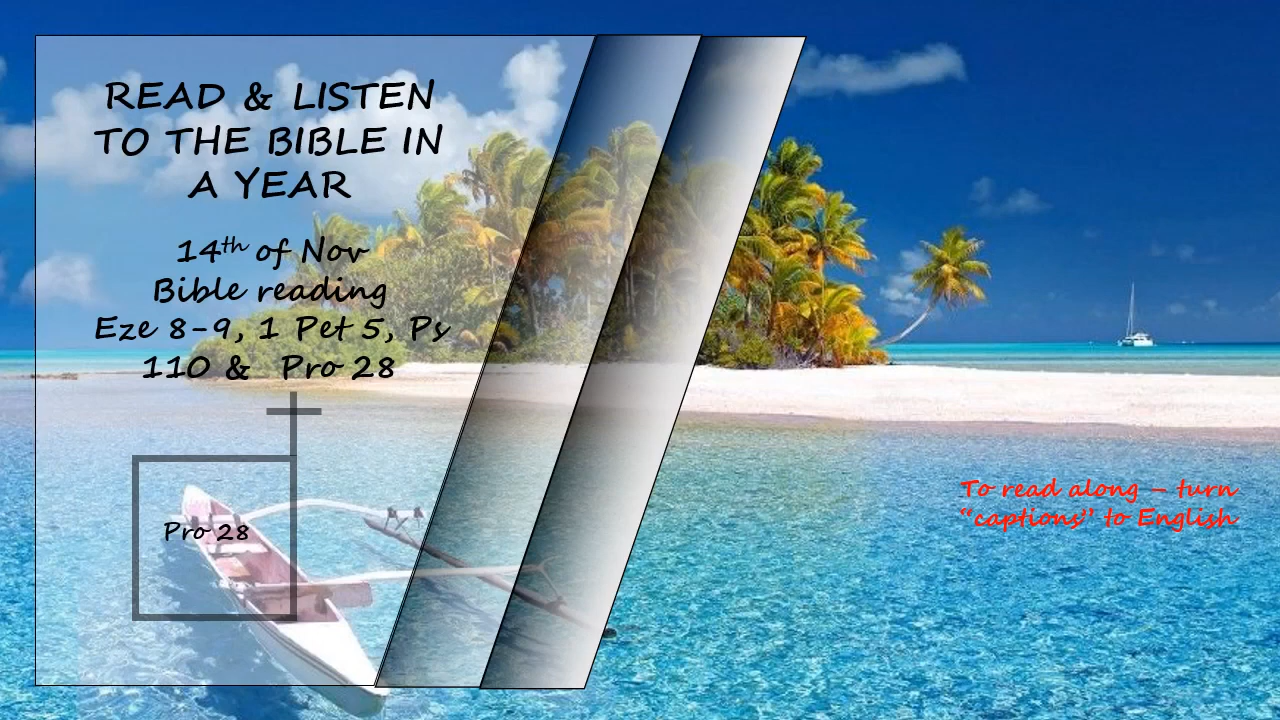 READ & LISTEN
TO THE BIBLE IN
A YEAR
14th of Nov
Bible reading
Eze 8-9, 1 Pet 5, Ps
110 & Pro 28
Pro 28
To read along – turn
“captions” to English